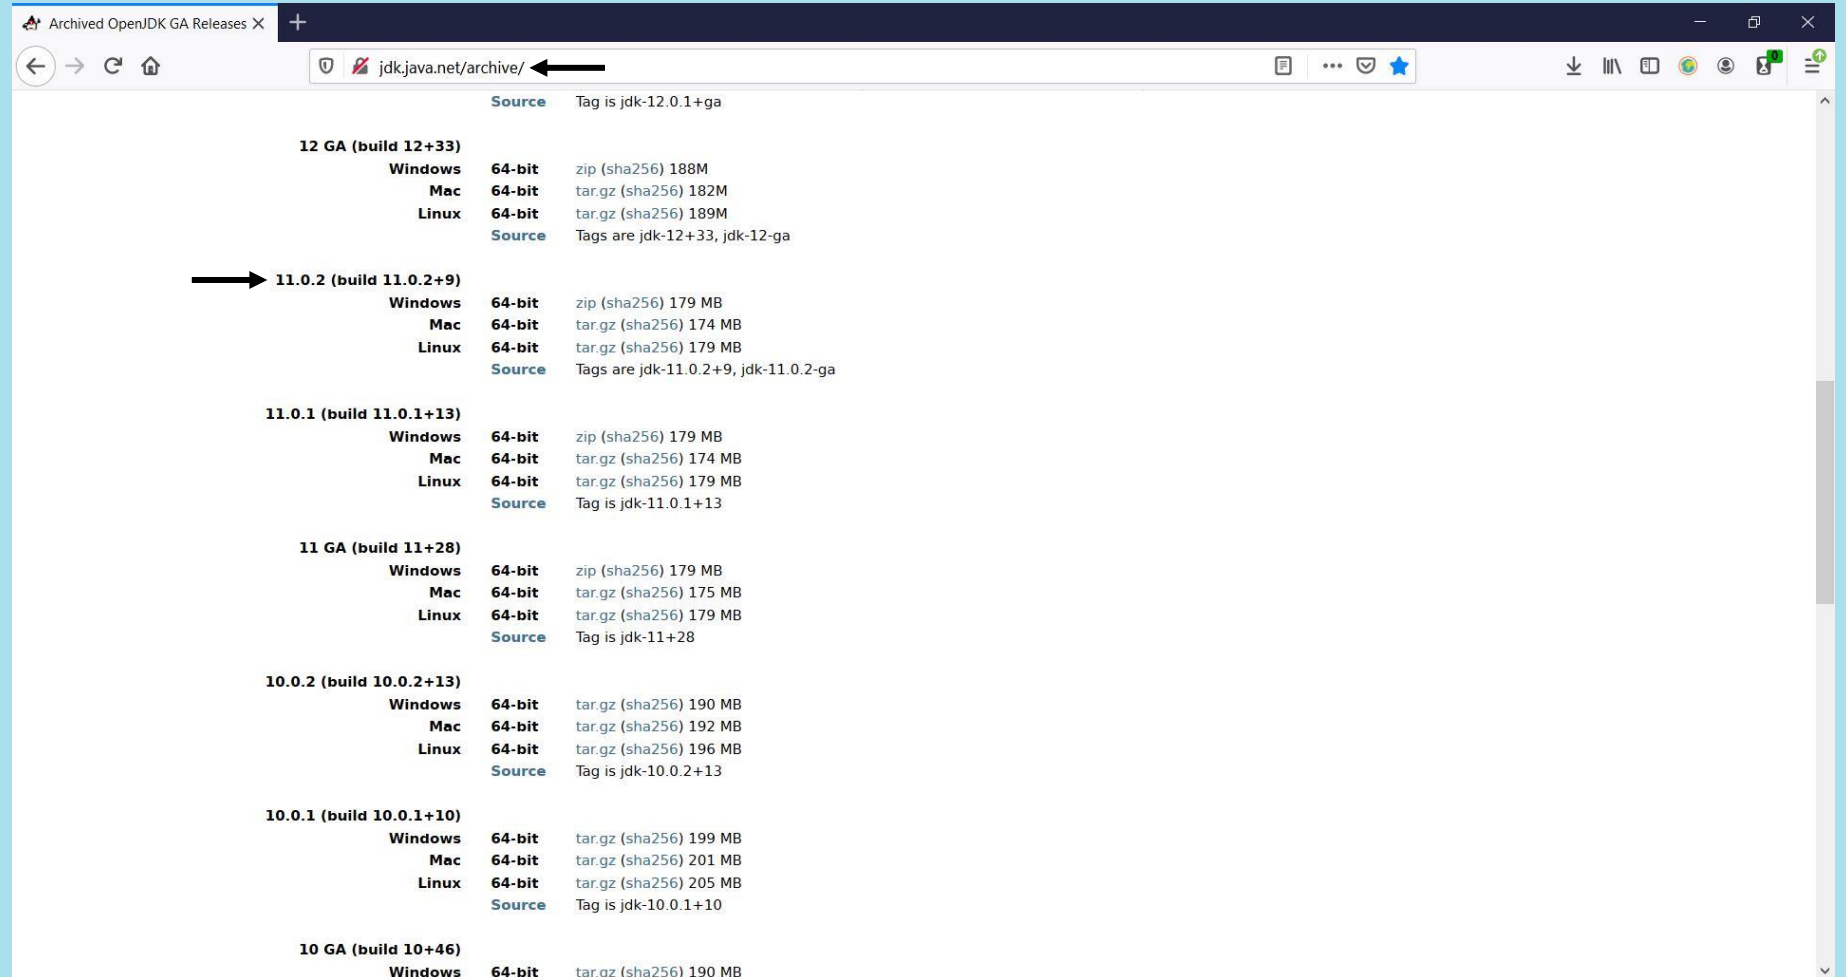 Archived OpenJDK GA Releases
jdk.java.net/archive/
0
Source Tag is jdk-12.0.1+ga
12 GA (build 12+33)
Windows 64-bit zip (sha256) 188M
Mac 64-bit tar.gz (sha256) 182M
Linux 64-bit tar.gz (sha256) 189M
Source Tags are jdk-12+33, jdk-12-ga
11.0.2 (build 11.0.2+9)
Windows 64-bit zip (sha256) 179 MB
Mac 64-bit tar.gz (sha256) 174 MB
Linux 64-bit tar.gz (sha256) 179 MB
Source Tags are jdk-11.0.2+9, jdk-11.0.2-ga
11.0.1 (build 11.0.1+13)
Windows 64-bit zip (sha256) 179 MB
Mac 64-bit tar.gz (sha256) 174 MB
Linux 64-bit tar.gz (sha256) 179 MB
Source Tag is jdk-11.0.1+13
11 GA (build 11+28)
Windows 64-bit zip (sha256) 179 MB
Mac 64-bit tar.gz (sha256) 175 MB
Linux 64-bit tar.gz (sha256) 179 MB
Source Tag is jdk-11+28
10.0.2 (build 10.0.2+13)
Windows 64-bit tar.gz (sha256) 190 MB
Mac 64-bit tar.gz (sha256) 192 MB
Linux 64-bit tar.gz (sha256) 196 MB
Source Tag is jdk-10.0.2+13
10.0.1 (build 10.0.1+10)
Windows 64-bit tar.gz (sha256) 199 MB
Mac 64-bit tar.gz (sha256) 201 MB
Linux 64-bit tar.gz (sha256) 205 MB
Source Tag is jdk-10.0.1+10
10 GA (build 10+46)
Windows 64-bit tar.gz (sha256) 190 MB